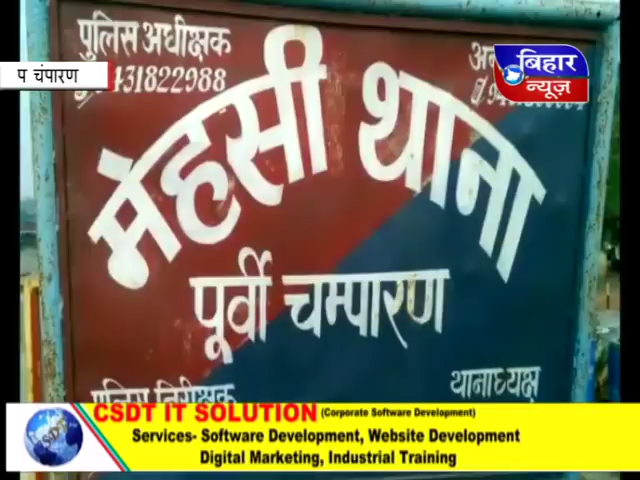 पुलिस अधीक्षक
431822988
बिहार
न्यूज़
प चंपारण
मेहसी थाना
पूर्वी चम्पारण
पुलिस निरीक्षक
थानाध्यक्ष
CSDT IT SOLUTION (Corporate Software Development)
Services- Software Development, Website Development
Digital Marketing, Industrial Training